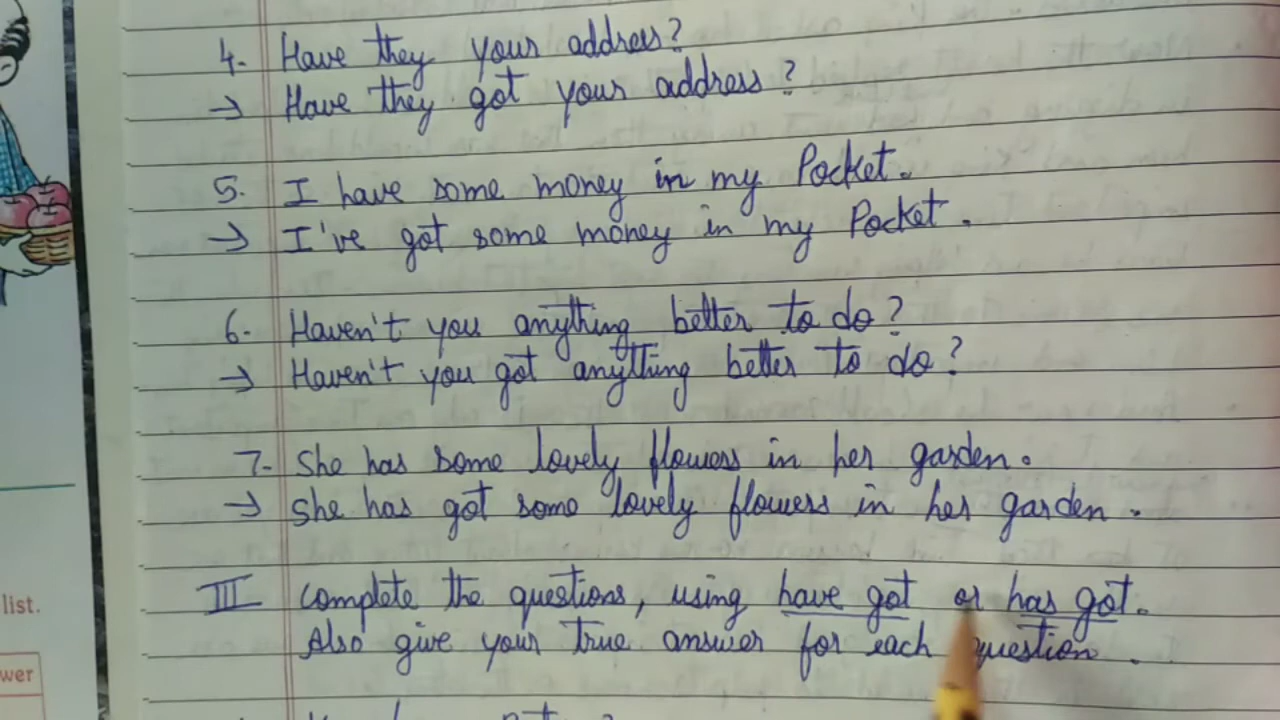 4. Have they your address?
→ Have they got your address?
5. I have some money in my Pocket.
→ I've got some money in my Pocket.
6. Haven't you anything better to do?
→ Haven't you got anything better to do?
7. She has some lovely flowers in her garden.
→ She has got some lovely flowers in her garden.
III Complete the questions, using have got or has got.
Also give your true answer for each question.
list.
wer